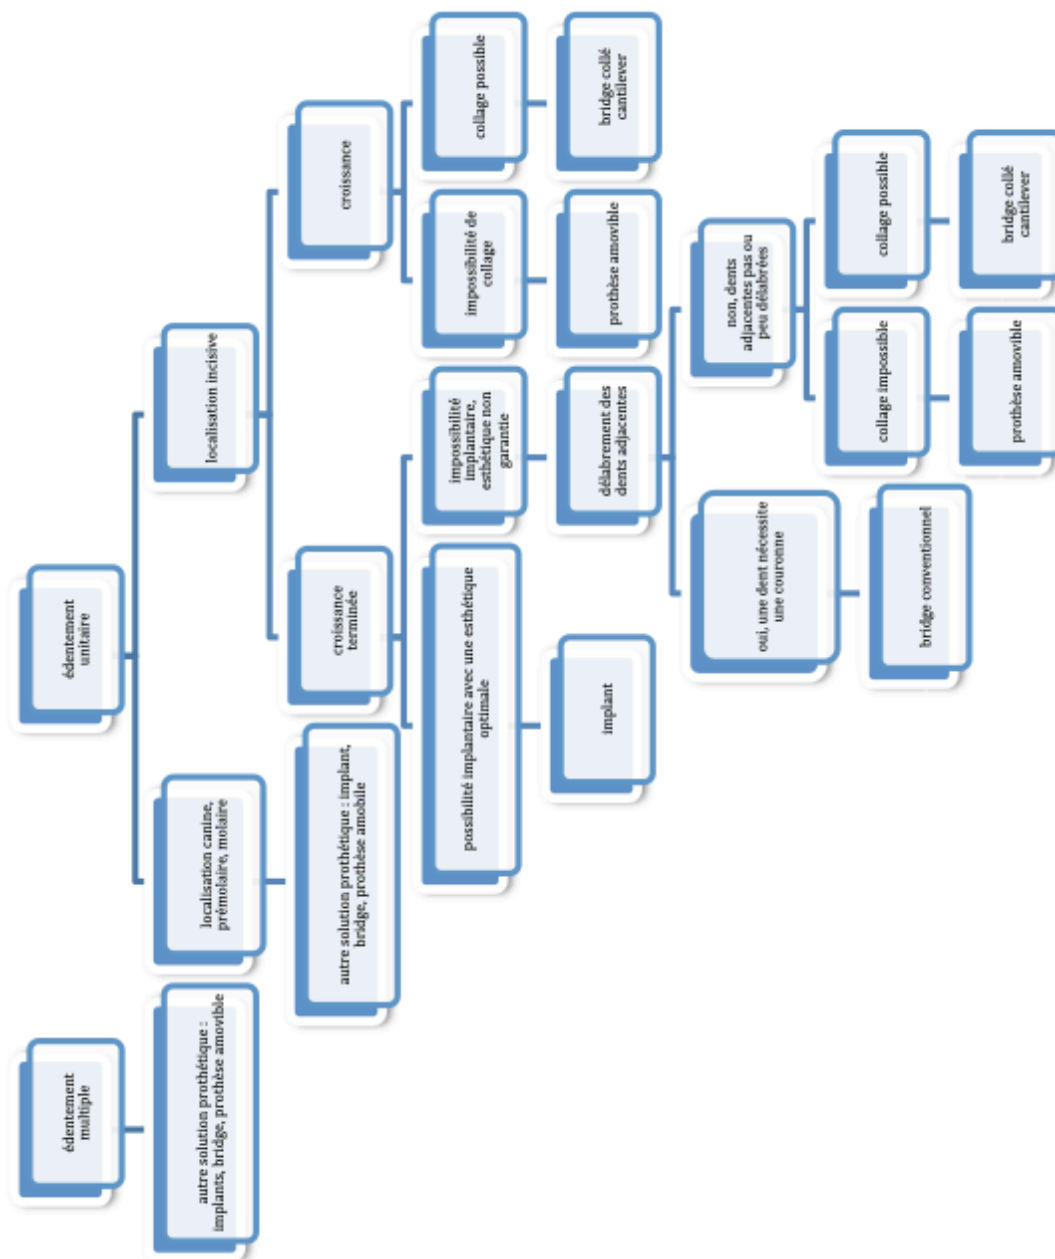 édentement
multiple
autre solution prothétique :
implants, bridge, prothèse amovible
édentement
unitaire
localisation canine,
prémolaire, molaire
autre solution prothétique : implant,
bridge, prothèse amobile
localisation incisive
croissance
terminée
possibilité implantaire avec une esthétique
optimale
implant
impossibilité
implantaire,
esthétique non
garantie
délabrement des
dents adjacentes
oui, une dent nécessite
une couronne
bridge conventionnel
non, dents
adjacentes pas ou
peu délabrées
collage impossible
prothèse amovible
collage possible
bridge collé
cantilever
croissance
impossibilité de
collage
prothèse amovible
collage possible
bridge collé
cantilever